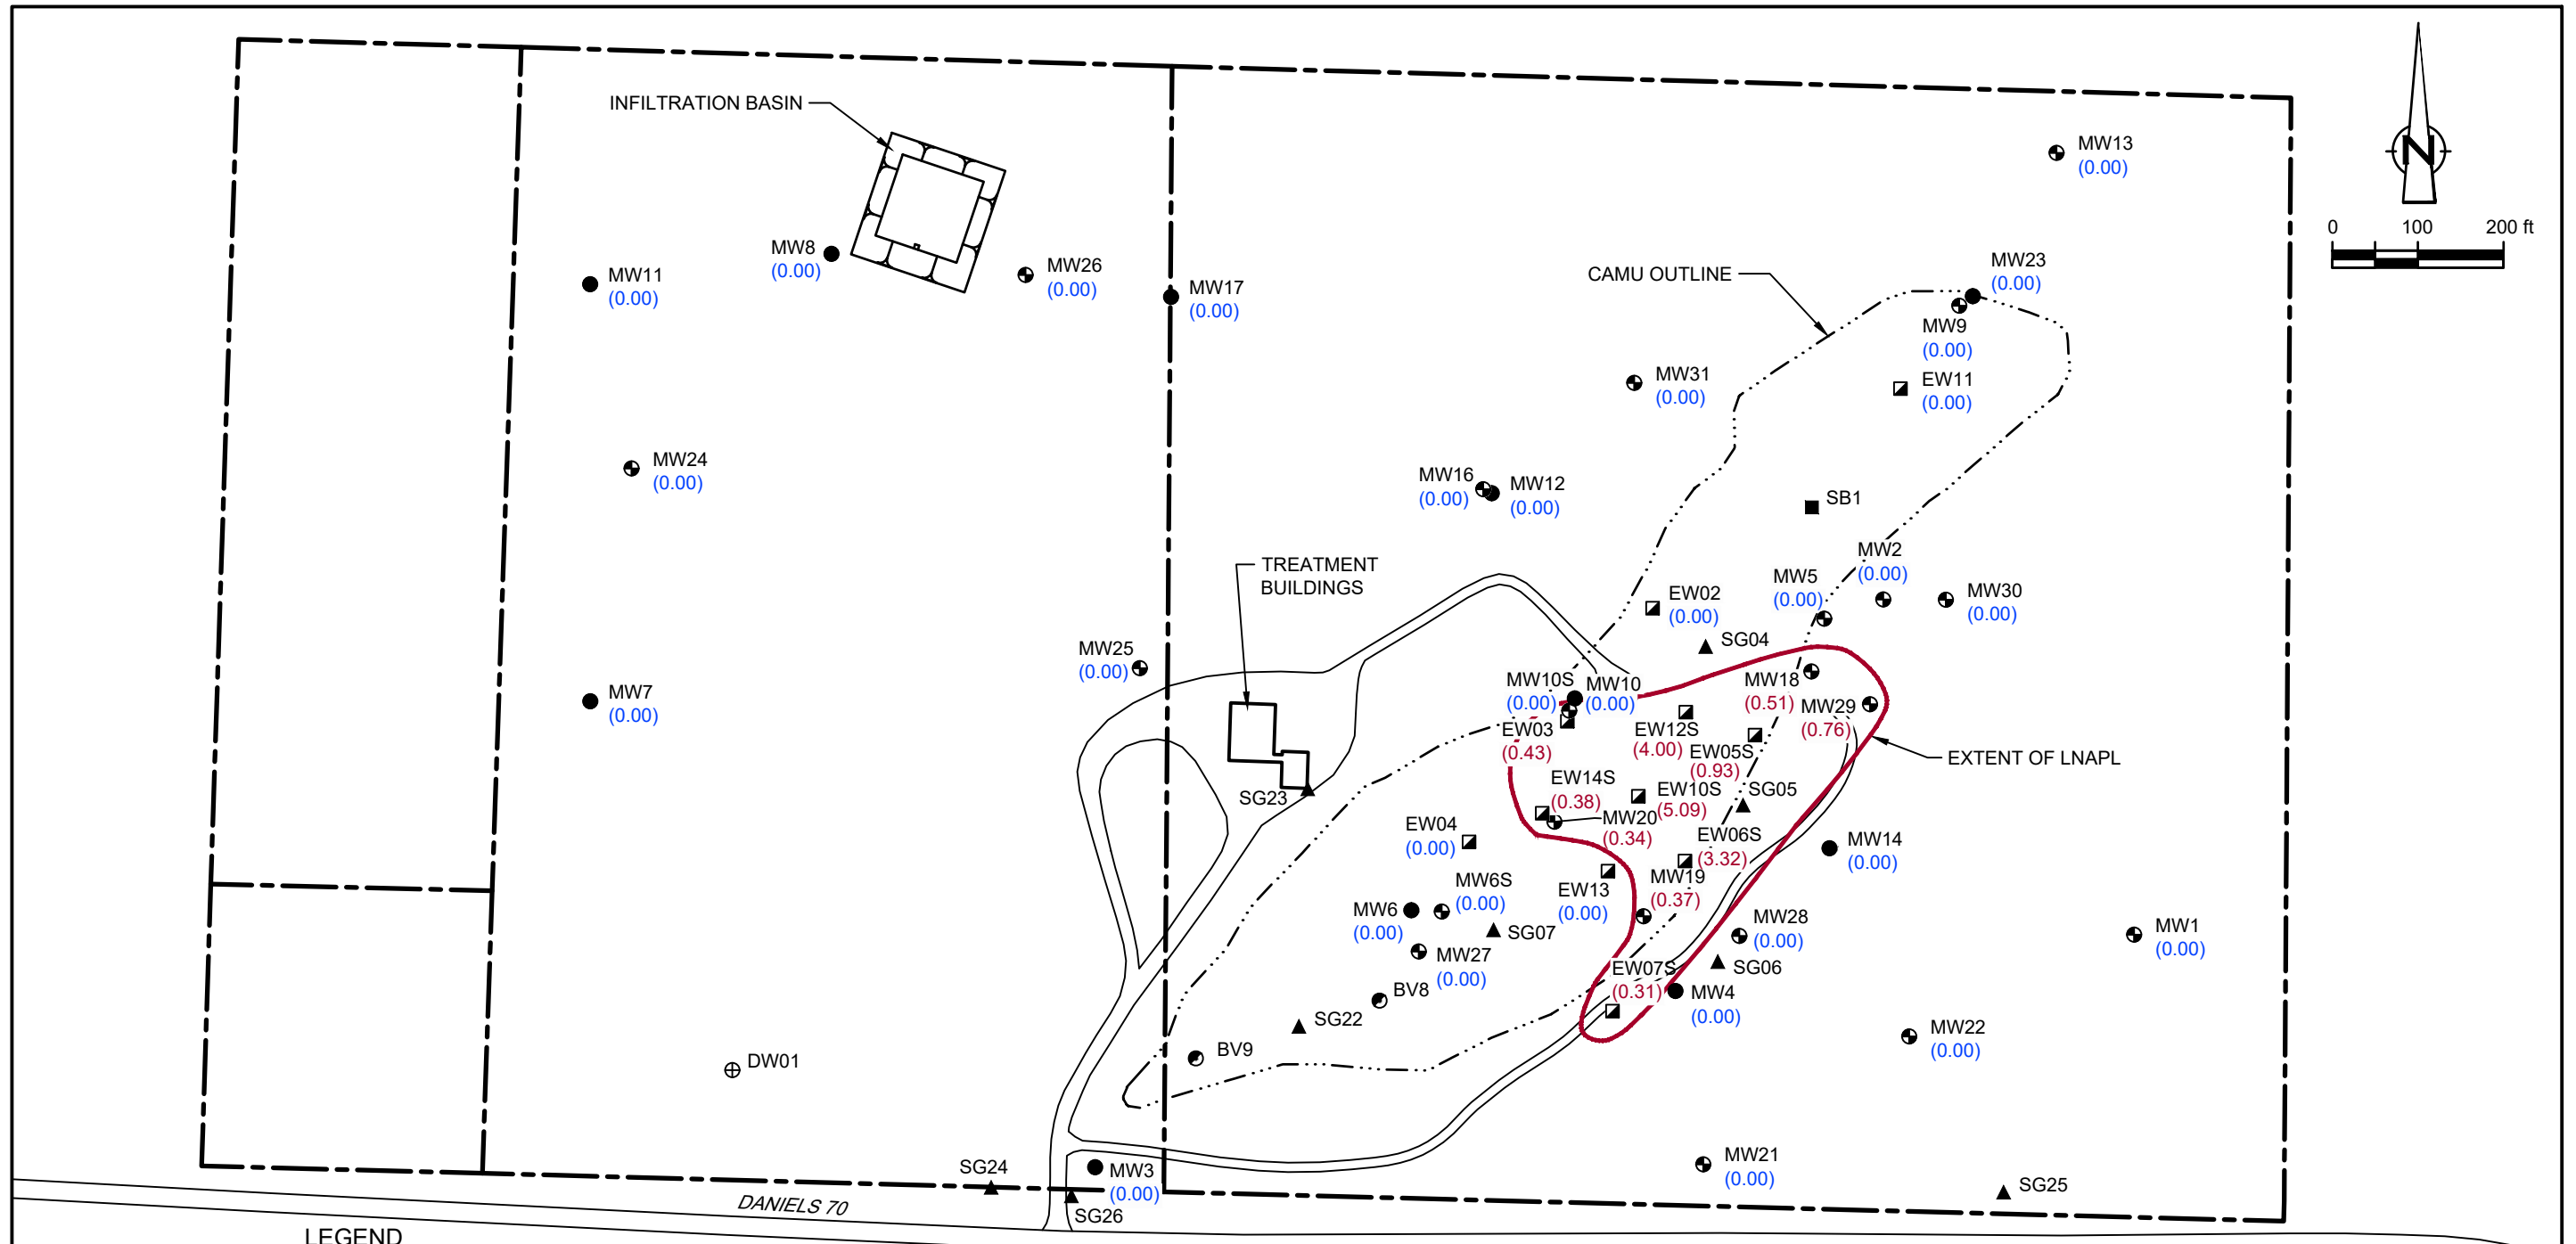 INFILTRATION BASIN
MW13
(0.00)
N
0 100 200 ft
MW8
(0.00)
MW26
(0.00)
MW11
(0.00)
MW17
(0.00)
CAMU OUTLINE
MW23
(0.00)
MW9
(0.00)
MW31
(0.00)
EW11
(0.00)
MW24
(0.00)
MW16
(0.00)
MW12
(0.00)
SB1
TREATMENT
BUILDINGS
MW2
(0.00)
MW5
(0.00)
MW30
(0.00)
EW02
(0.00)
SG04
MW25
(0.00)
MW7
(0.00)
MW10S
(0.00)
MW10
(0.00)
MW18
(0.51)
MW29
(0.76)
EW03
(0.43)
EW12S
(4.00)
EW05S
(0.93)
EXTENT OF LNAPL
EW14S
(0.38)
EW10S
(5.09)
SG05
SG23
MW20
(0.34)
EW04
(0.00)
EW06S
(3.32)
MW14
(0.00)
MW6S
(0.00)
EW13
(0.00)
MW19
(0.37)
MW6
(0.00)
SG07
MW28
(0.00)
MW1
(0.00)
MW27
(0.00)
EW07S
(0.31)
SG06
BV8
MW4
(0.00)
SG22
MW22
(0.00)
BV9
DW01
MW21
(0.00)
SG24
MW3
(0.00)
SG25
DANIELS 70
SG26
LEGEND